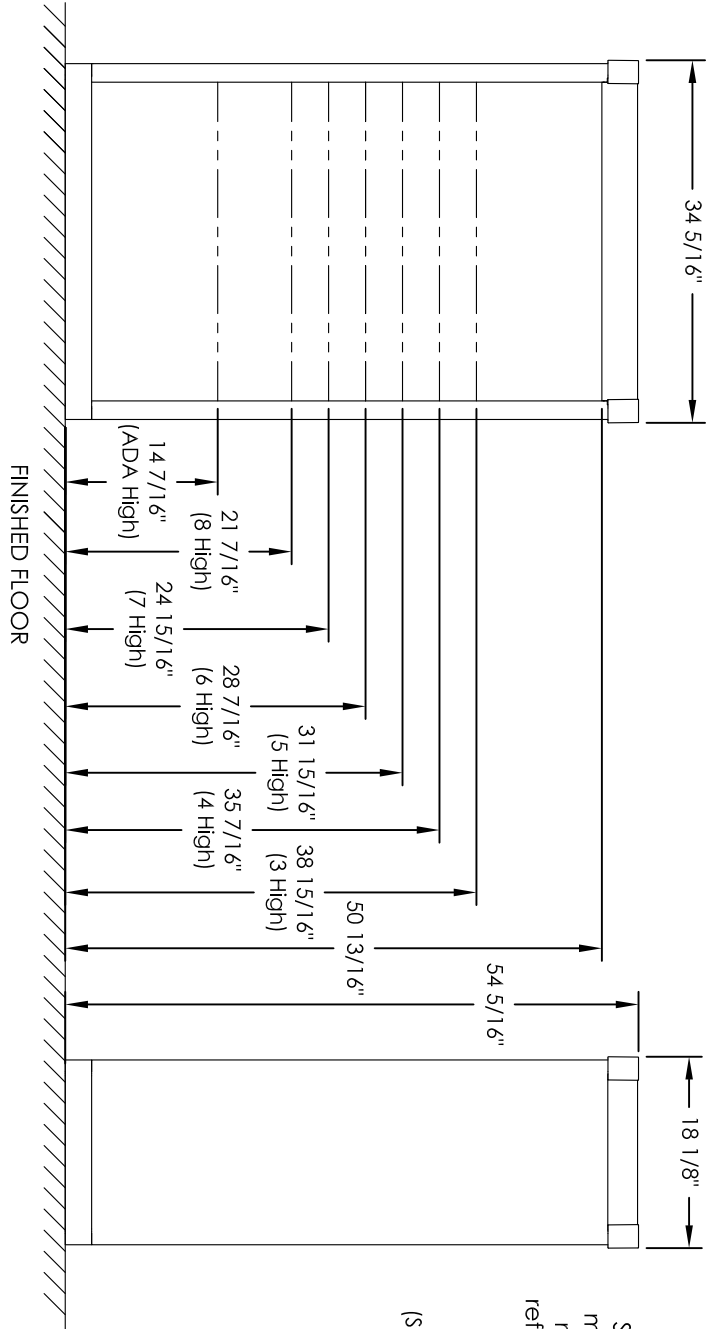 34 5/16"
14 7/16"
(ADA High)
21 7/16"
(8 High)
24 15/16"
(7 High)
28 7/16"
(6 High)
31 15/16"
(5 High)
35 7/16"
(4 High)
38 15/16"
(3 High)
50 13/16"
54 5/16"
18 1/8"
FINISHED FLOOR
ref
(S